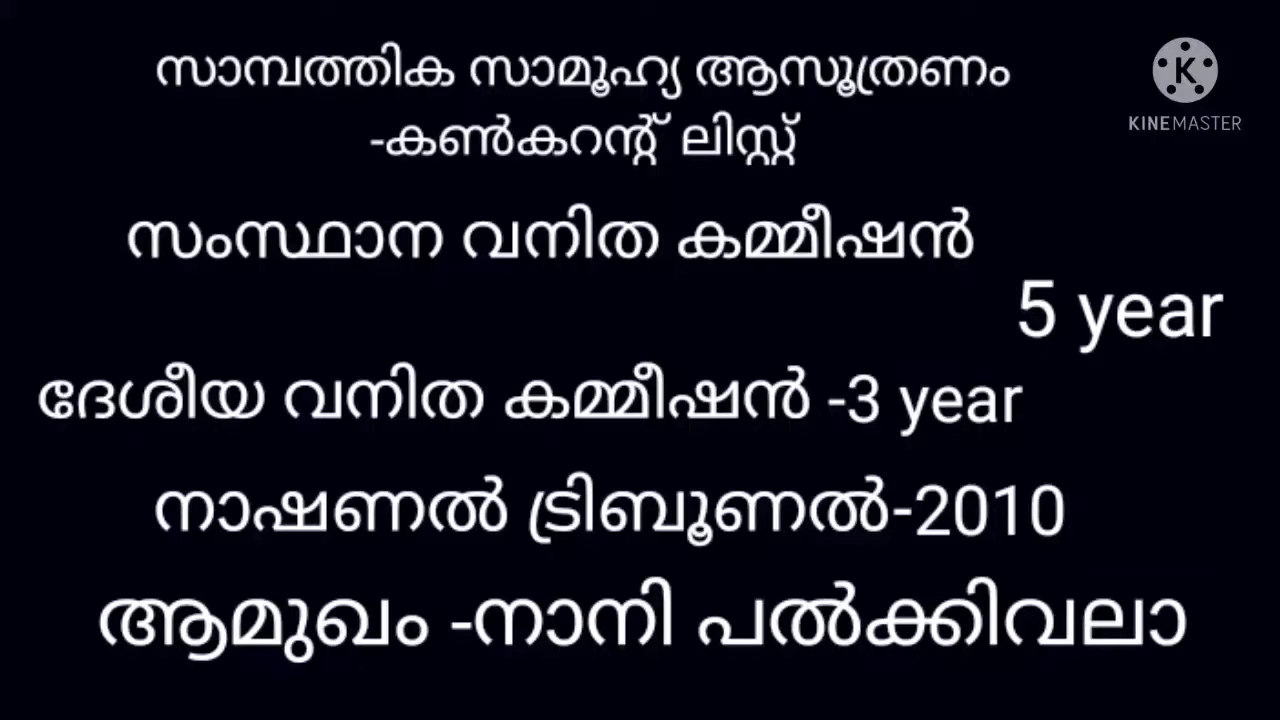 സാമ്പത്തിക സാമൂഹ്യ ആസൂത്രണം
-കൺകറന്റ് ലിസ്റ്റ്
K
KINEMASTER
സംസ്ഥാന വനിത കമ്മീഷൻ
5 year
ദേശീയ വനിത കമ്മീഷൻ -3 year
നാഷണൽ ട്രിബൂണൽ-2010
ആമുഖം -നാനി പൽക്കിവലാ